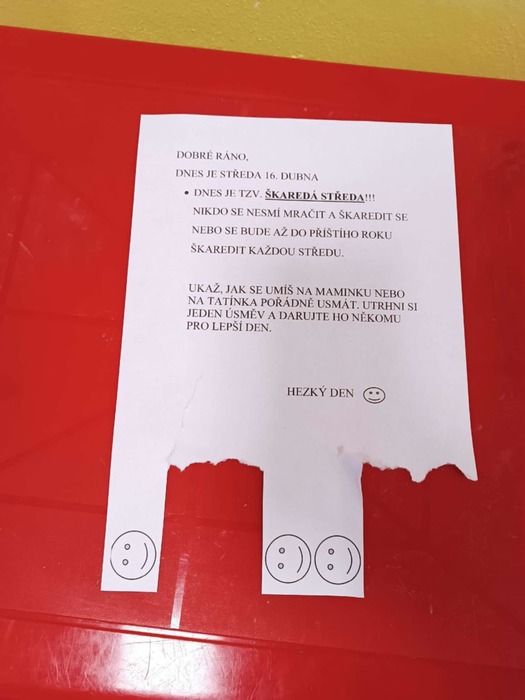 DOBRÉ RÁNO,
DNES JE STŘEDA 16. DUBNA
• DNES JE TZV. ŠKAREDÁ STŘEDA!!!
NIKDO SE NESMÍ MRAČIT A ŠKAREDIT SE
NEBO SE BUDE AŽ DO PŘÍŠTÍHO ROKU
ŠKAREDIT KAŽDOU STŘEDU.
UKAŽ, JAK SE UMÍŠ NA MAMINKU NEBO
NA TATÍNKA POŘÁDNĚ USMÁT. UTRHNI SI
JEDEN ÚSMĚV A DARUJTE HO NĚKOMU
PRO LEPŠÍ DEN.
HEZKÝ DEN